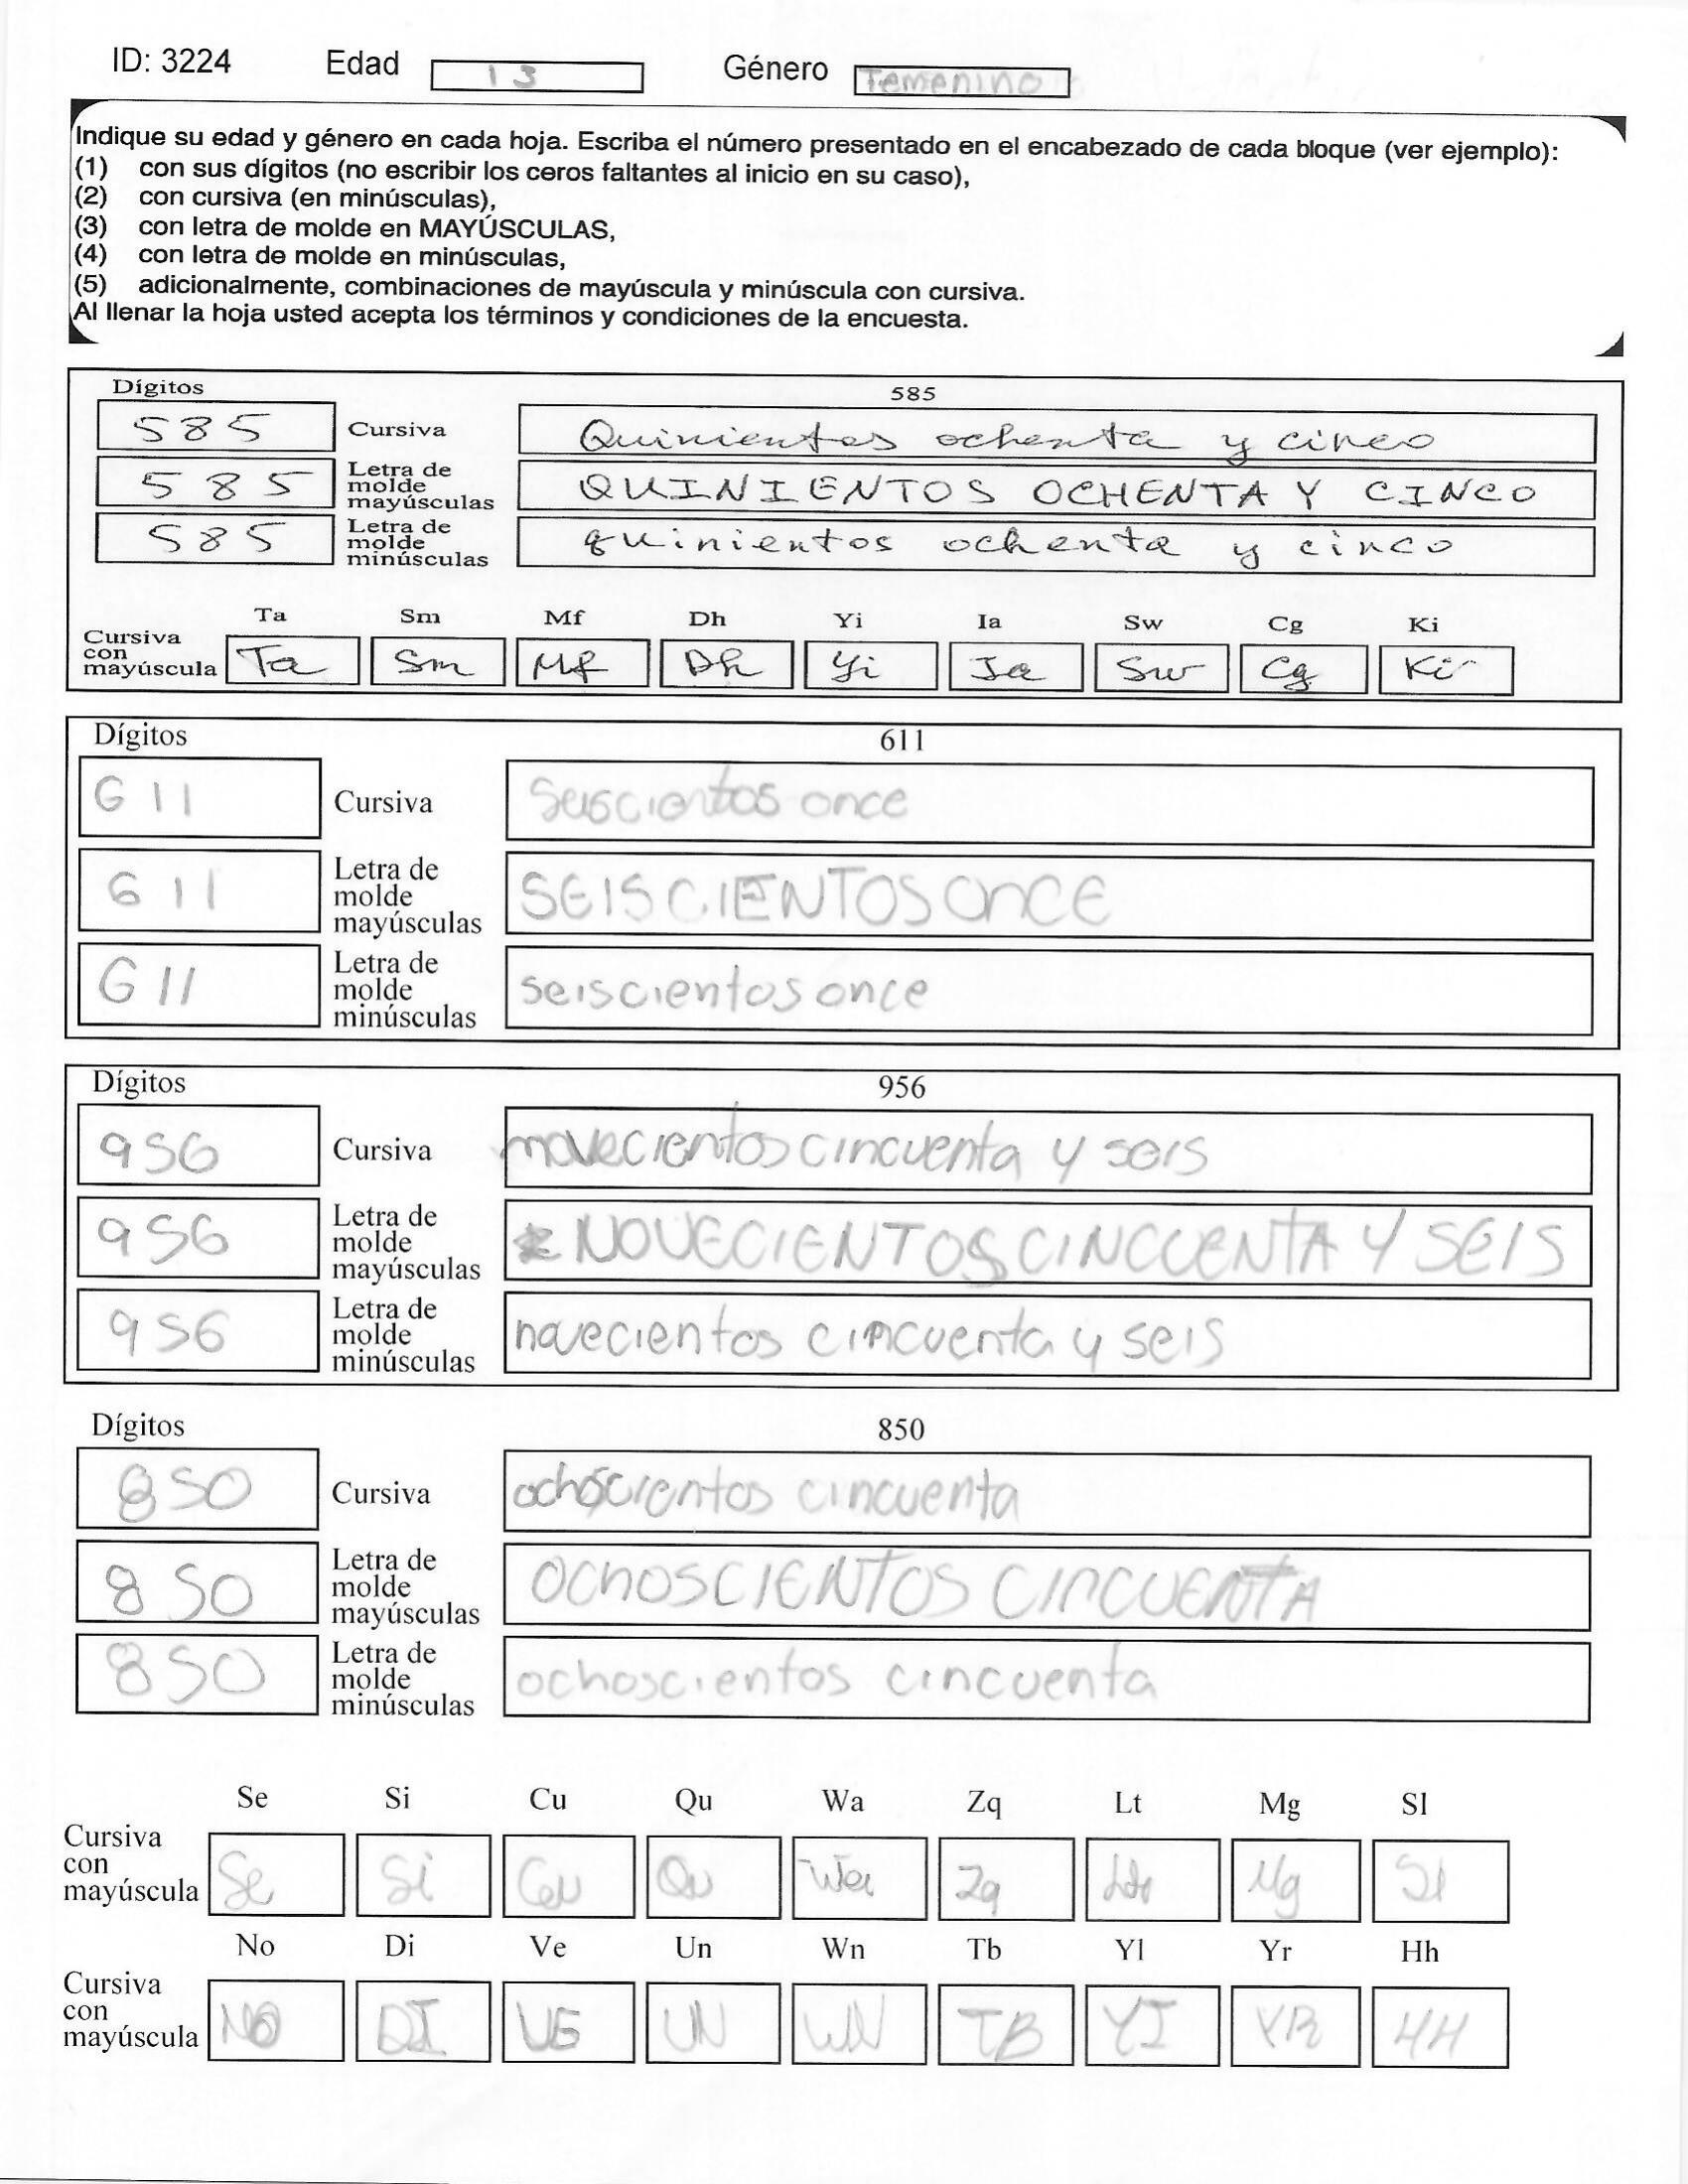 ID: 3224 Edad 13 Género Femenino
Indique su edad y género en cada hoja. Escriba el número presentado en el encabezado de cada bloque (ver ejemplo):
(1) con sus dígitos (no escribir los ceros faltantes al inicio en su caso),
(2) con cursiva (en minúsculas),
(3) con letra de molde en MAYÚSCULAS,
(4) con letra de molde en minúsculas,
(5) adicionalmente, combinaciones de mayúscula y minúscula con cursiva.
Al llenar la hoja usted acepta los términos y condiciones de la encuesta.
Dígitos 585
585 Cursiva Quinientos ochenta y cinco
585 Letra de molde mayúsculas QUINIENTOS OCHENTA Y CINCO
585 Letra de molde minúsculas quinientos ochenta y cinco
Ta Sm Mf Dh Yi Ia Sw Cg Ki
Cursiva con mayúscula Ta Sm Mf Dh Yi Ia Sw Cg Ki
Dígitos 611
611 Cursiva Seiscientos once
611 Letra de molde mayúsculas SEISCIENTOS OnCE
611 Letra de molde minúsculas seiscientos once
Dígitos 956
956 Cursiva novecientos cincuenta y seis
956 Letra de molde mayúsculas NOVECIENTOS CINCUENTA Y SEIS
956 Letra de molde minúsculas novecientos cincuenta y seis
Dígitos 850
850 Cursiva ochoscientos cincuenta
850 Letra de molde mayúsculas OChOSCIENTOS CINCUENTA
850 Letra de molde minúsculas ochoscientos cincuenta
Se Si Cu Qu Wa Zq Lt Mg Sl
Cursiva con mayúscula Se Si Cu Qu Wa Zq Lt Mg Sl
No Di Ve Un Wn Tb Yl Yr Hh
Cursiva con mayúscula NO DI VE UN WN TB YI YR HH